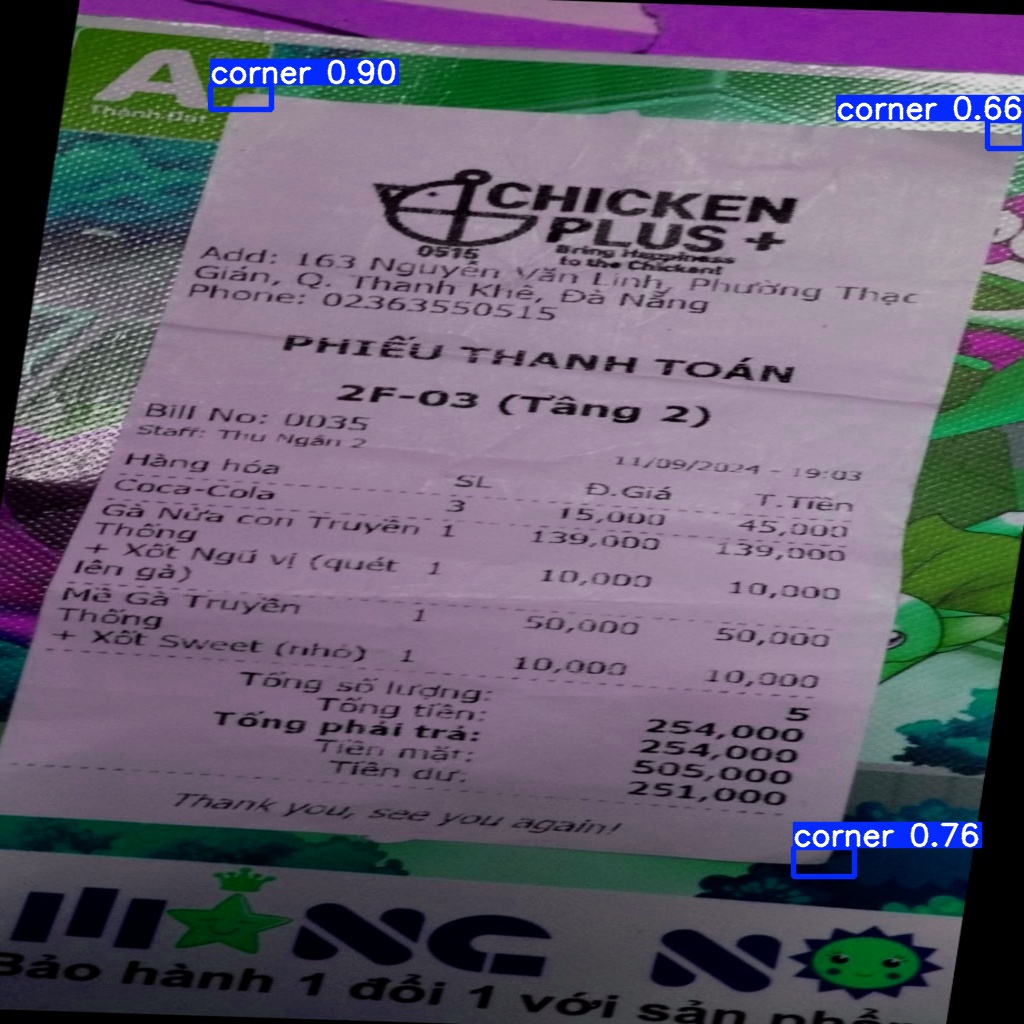 corner 0.90
corner 0.66
A
Thành Đạt
CHICKEN
PLUS +
0515
Bring Happiness
to the Chickent
Add: 163 Nguyễn Văn Linh, Phường Thạc
Gián, Q. Thanh Khê, Đà Nẵng
Phone: 02363550515
PHIẾU THANH TOÁN
2F-03 (Tầng 2)
Bill No: 0035
Staff: Thu Ngân 2
11/09/2024 - 19:03
Hàng hóa SL Đ.Giá T.Tiền
Coca-Cola 3 15,000 45,000
Gà Nửa con Truyền 1 139,000 139,000
Thống
+ Xốt Ngũ vị (quét 1 10,000 10,000
lên gà)
Mề Gà Truyền 1 50,000 50,000
Thống
+ Xốt Sweet (nhỏ) 1 10,000 10,000
Tổng số lượng: 5
Tổng tiền: 254,000
Tổng phải trả: 254,000
Tiền mặt: 505,000
Tiền dư: 251,000
Thank you, see you again!
corner 0.76
Bảo hành 1 đổi 1 với sản phẩ